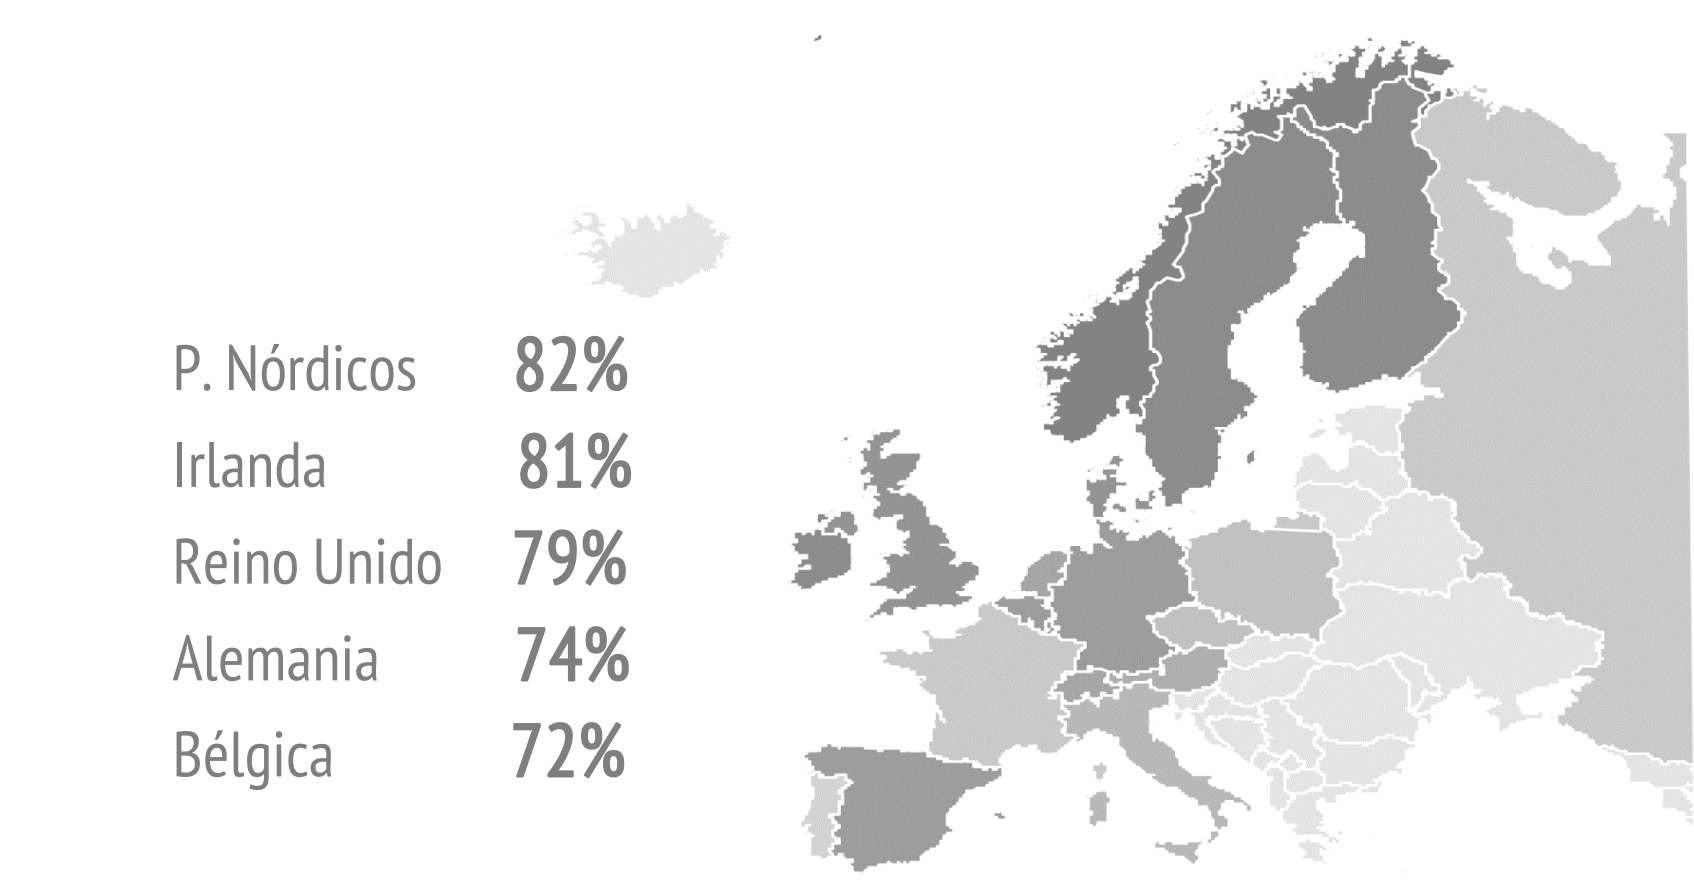 P. Nórdicos 82%
Irlanda 81%
Reino Unido 79%
Alemania 74%
Bélgica 72%